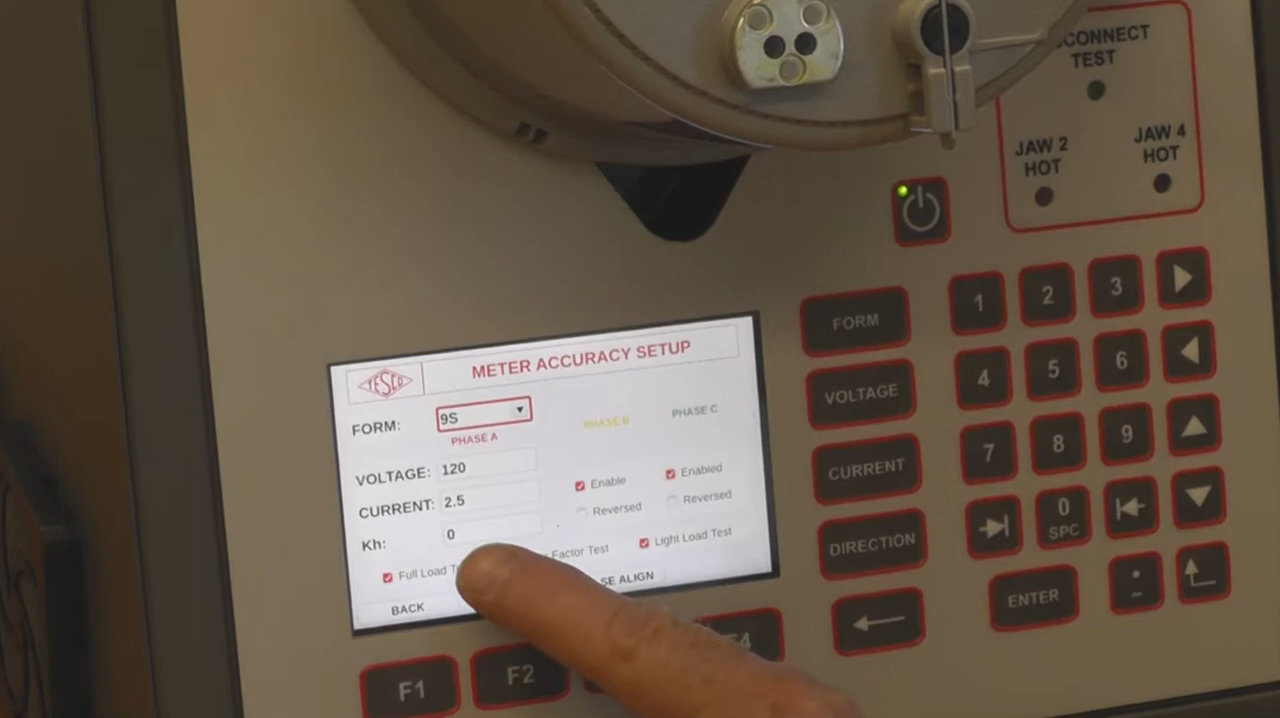 CONNECT
TEST
JAW 2
HOT
JAW 4
HOT
TESCO
METER ACCURACY SETUP
FORM:
9S
PHASE A
PHASE B
PHASE C
VOLTAGE:
120
Enable
Enabled
CURRENT:
2.5
Reversed
Reversed
Kh:
0
Full Load
Factor Test
Light Load Test
BACK
SE ALIGN
FORM
1
2
3
VOLTAGE
4
5
6
CURRENT
7
8
9
DIRECTION
0
SPC
ENTER
F1
F2
F4